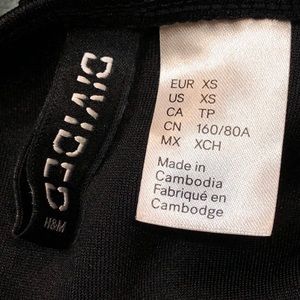 DIVIDED
H&M
EUR XS
US XS
CA TP
CN 160/80A
MX XCH
Made in
Cambodia
Fabriqué en
Cambodge